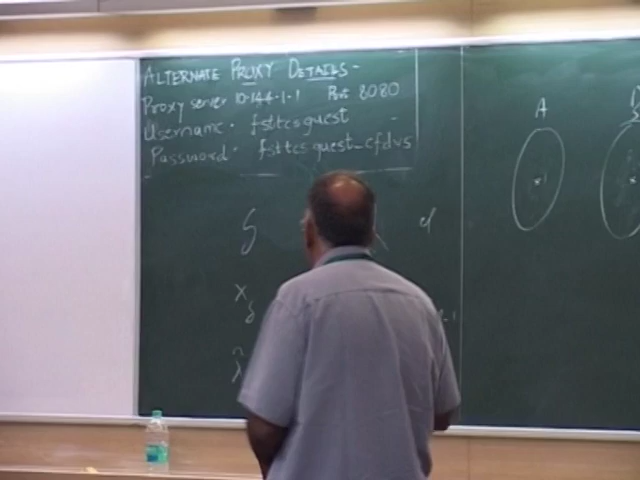 ALTERNATE PROXY DETAILS -
Proxy server 10.144.1.1 Port 8080
Username · fsttcsguest -
Password · fsttcsguest_cfdvs
A
S d
x
δ
λ̂